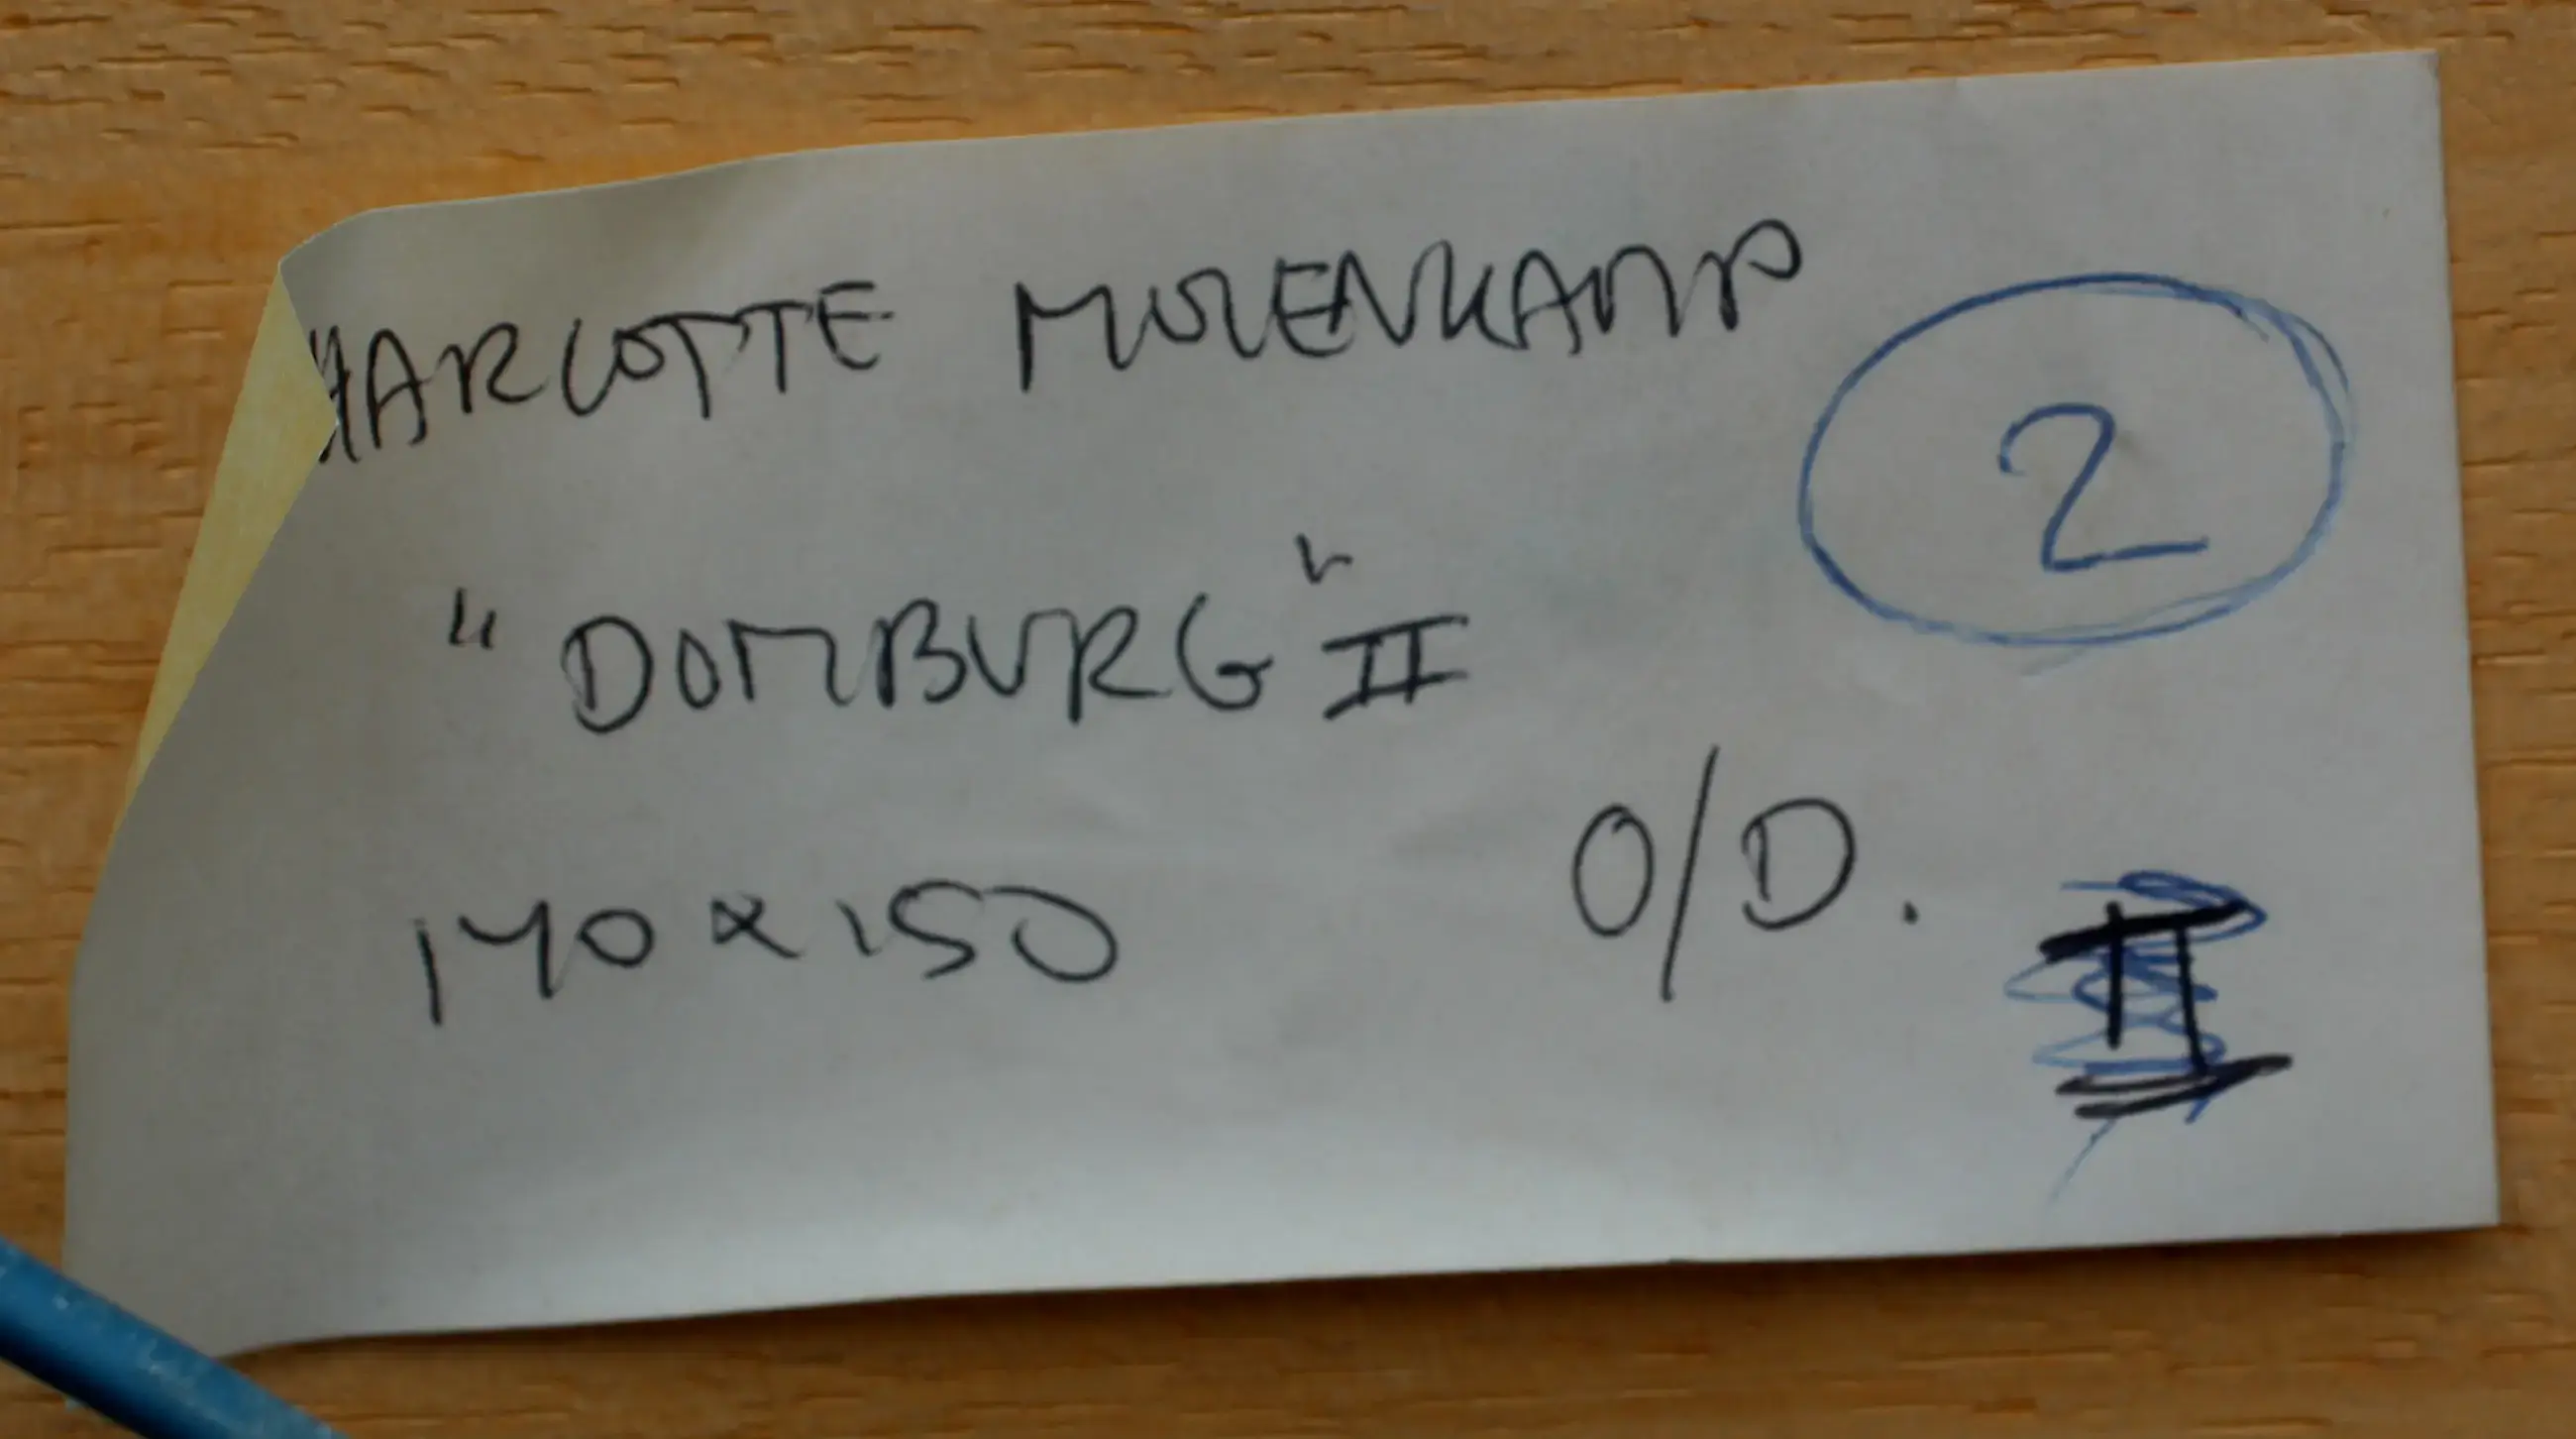 HARLOTTE MOLENKAMP
2
"DOMBURG" II
140 x 150 O/D.
II